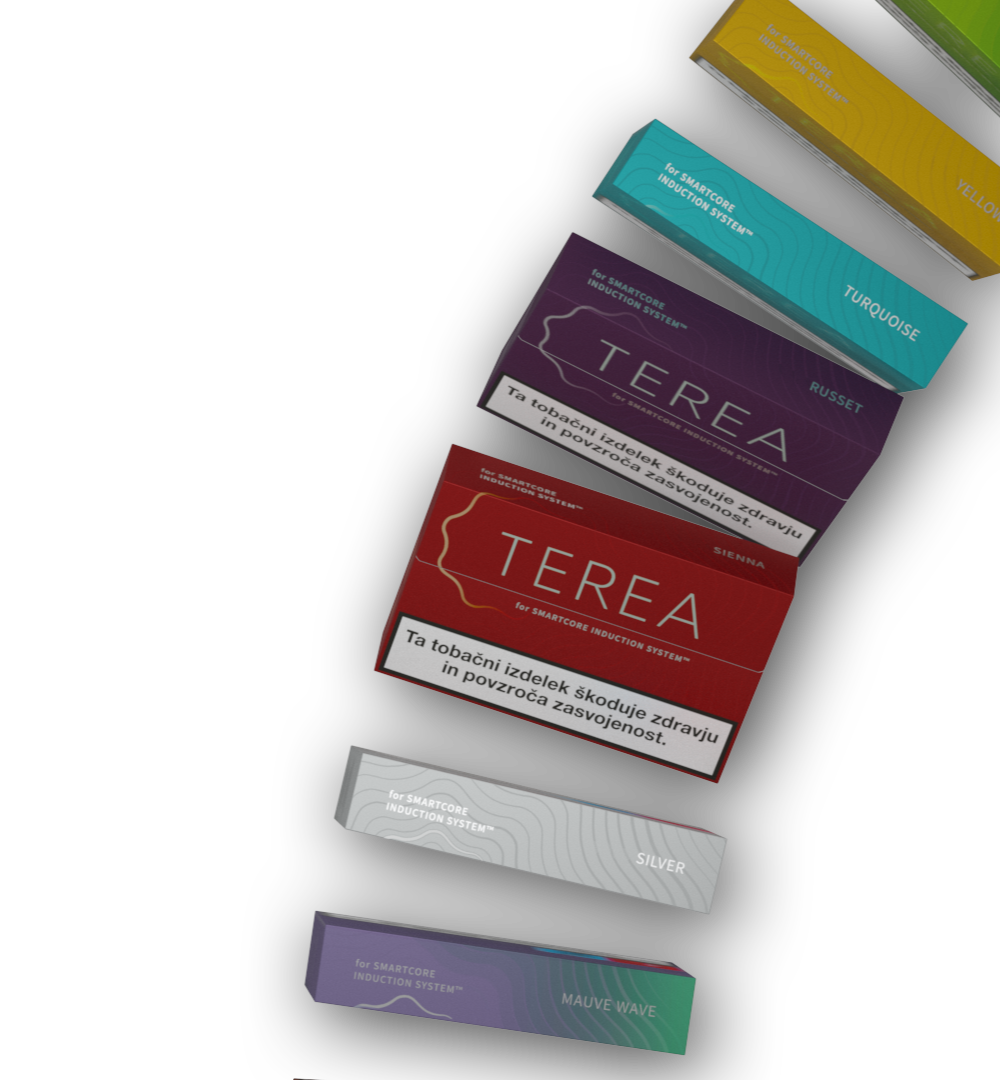 for SMARTCORE
INDUCTION SYSTEM™
for SMARTCORE
INDUCTION SYSTEM™
TURQUOISE
for SMARTCORE
INDUCTION SYSTEM™
RUSSET
TEREA
for SMARTCORE INDUCTION SYSTEM™
Ta tobačni izdelek škoduje zdravju
in povzroča zasvojenost.
for SMARTCORE
INDUCTION SYSTEM™
SIENNA
TEREA
for SMARTCORE INDUCTION SYSTEM™
Ta tobačni izdelek škoduje zdravju
in povzroča zasvojenost.
for SMARTCORE
INDUCTION SYSTEM™
SILVER
for SMARTCORE
INDUCTION SYSTEM™
MAUVE WAVE